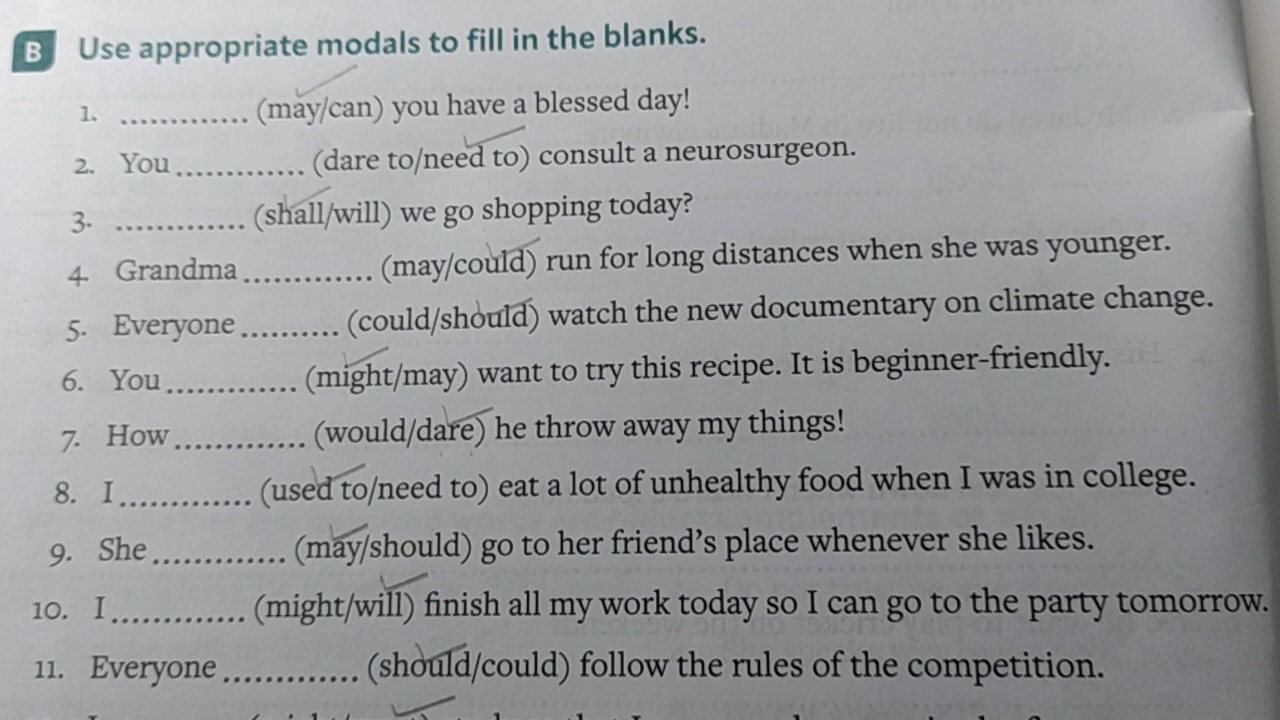 B Use appropriate modals to fill in the blanks.
1. ............. (may/can) you have a blessed day!
2. You ............. (dare to/need to) consult a neurosurgeon.
3. ............. (shall/will) we go shopping today?
4. Grandma ............. (may/could) run for long distances when she was younger.
5. Everyone .......... (could/should) watch the new documentary on climate change.
6. You ............. (might/may) want to try this recipe. It is beginner-friendly.
7. How ............. (would/dare) he throw away my things!
8. I ............. (used to/need to) eat a lot of unhealthy food when I was in college.
9. She ............. (may/should) go to her friend's place whenever she likes.
10. I ............. (might/will) finish all my work today so I can go to the party tomorrow.
11. Everyone ............. (should/could) follow the rules of the competition.